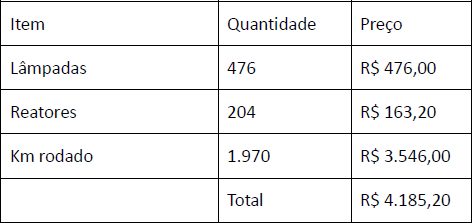 Item Quantidade Preço
Lâmpadas 476 R$ 476,00
Reatores 204 R$ 163,20
Km rodado 1.970 R$ 3.546,00
Total R$ 4.185,20